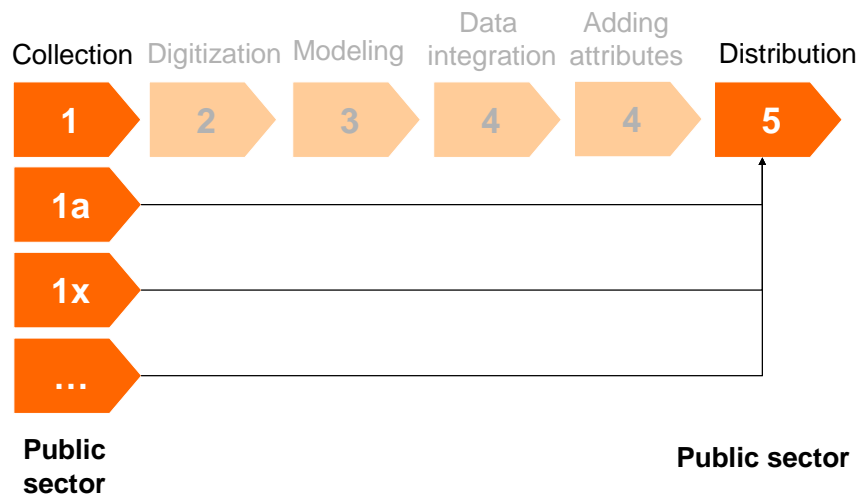 Collection
Digitization
Modeling
Data
integration
Adding
attributes
Distribution
1
2
3
4
4
5
1a
1x
...
Public
sector
Public sector